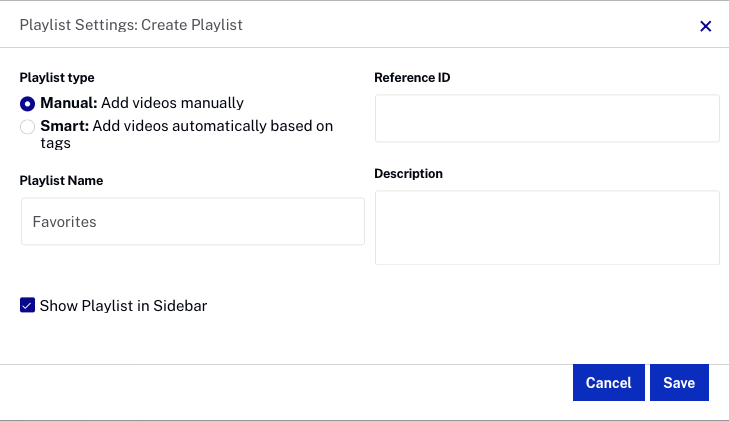 Playlist Settings: Create Playlist
Playlist type
Manual: Add videos manually
Smart: Add videos automatically based on
tags
Playlist Name
Favorites
Show Playlist in Sidebar
Reference ID
Description
Cancel
Save